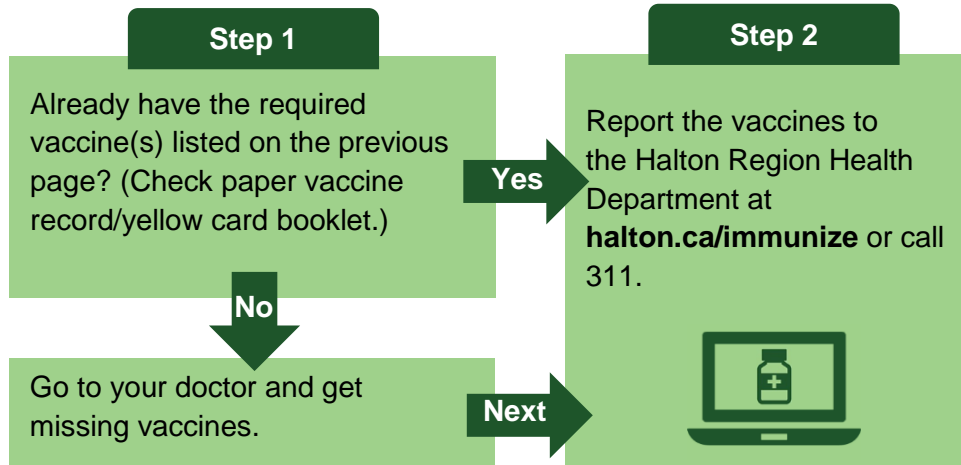 Step 1
Already have the required
vaccine(s) listed on the previous
page? (Check paper vaccine
record/yellow card booklet.)
Yes
No
Go to your doctor and get
missing vaccines.
Next
Step 2
Report the vaccines to
the Halton Region Health
Department at
halton.ca/immunize or call
311.